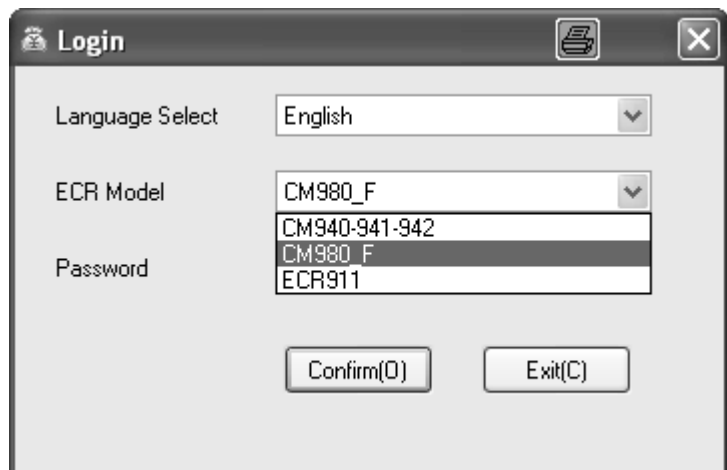 Login
Language Select English
ECR Model CM980_F
CM940-941-942
CM980_F
Password
ECR911
Confirm(O) Exit(C)